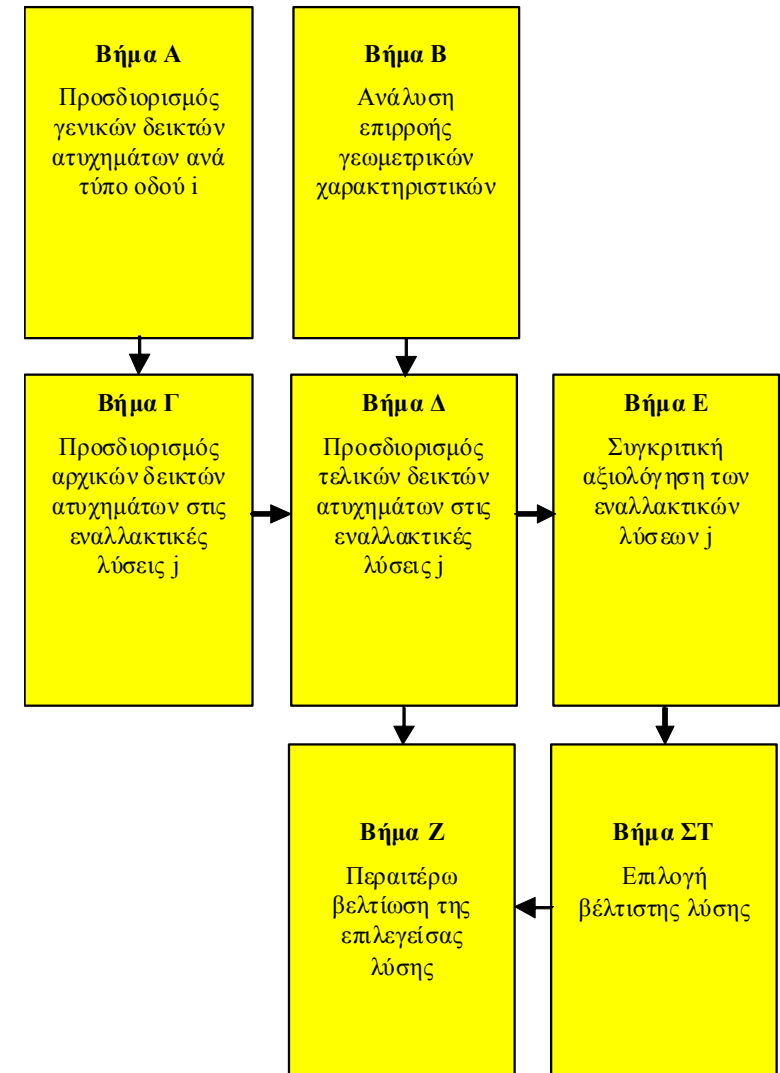 Βήμα Α
Προσδιορισμός
γενικών δεικτών
ατυχημάτων ανά
τύπο οδού i
Βήμα Β
Ανάλυση
επιρροής
γεωμετρικών
χαρακτηριστικών
Βήμα Γ
Προσδιορισμός
αρχικών δεικτών
ατυχημάτων στις
εναλλακτικές
λύσεις j
Βήμα Δ
Προσδιορισμός
τελικών δεικτών
ατυχημάτων στις
εναλλακτικές
λύσεις j
Βήμα Ε
Συγκριτική
αξιολόγηση των
εναλλακτικών
λύσεων j
Βήμα Ζ
Περαιτέρω
βελτίωση της
επιλεγείσας
λύσης
Βήμα ΣΤ
Επιλογή
βέλτιστης λύσης